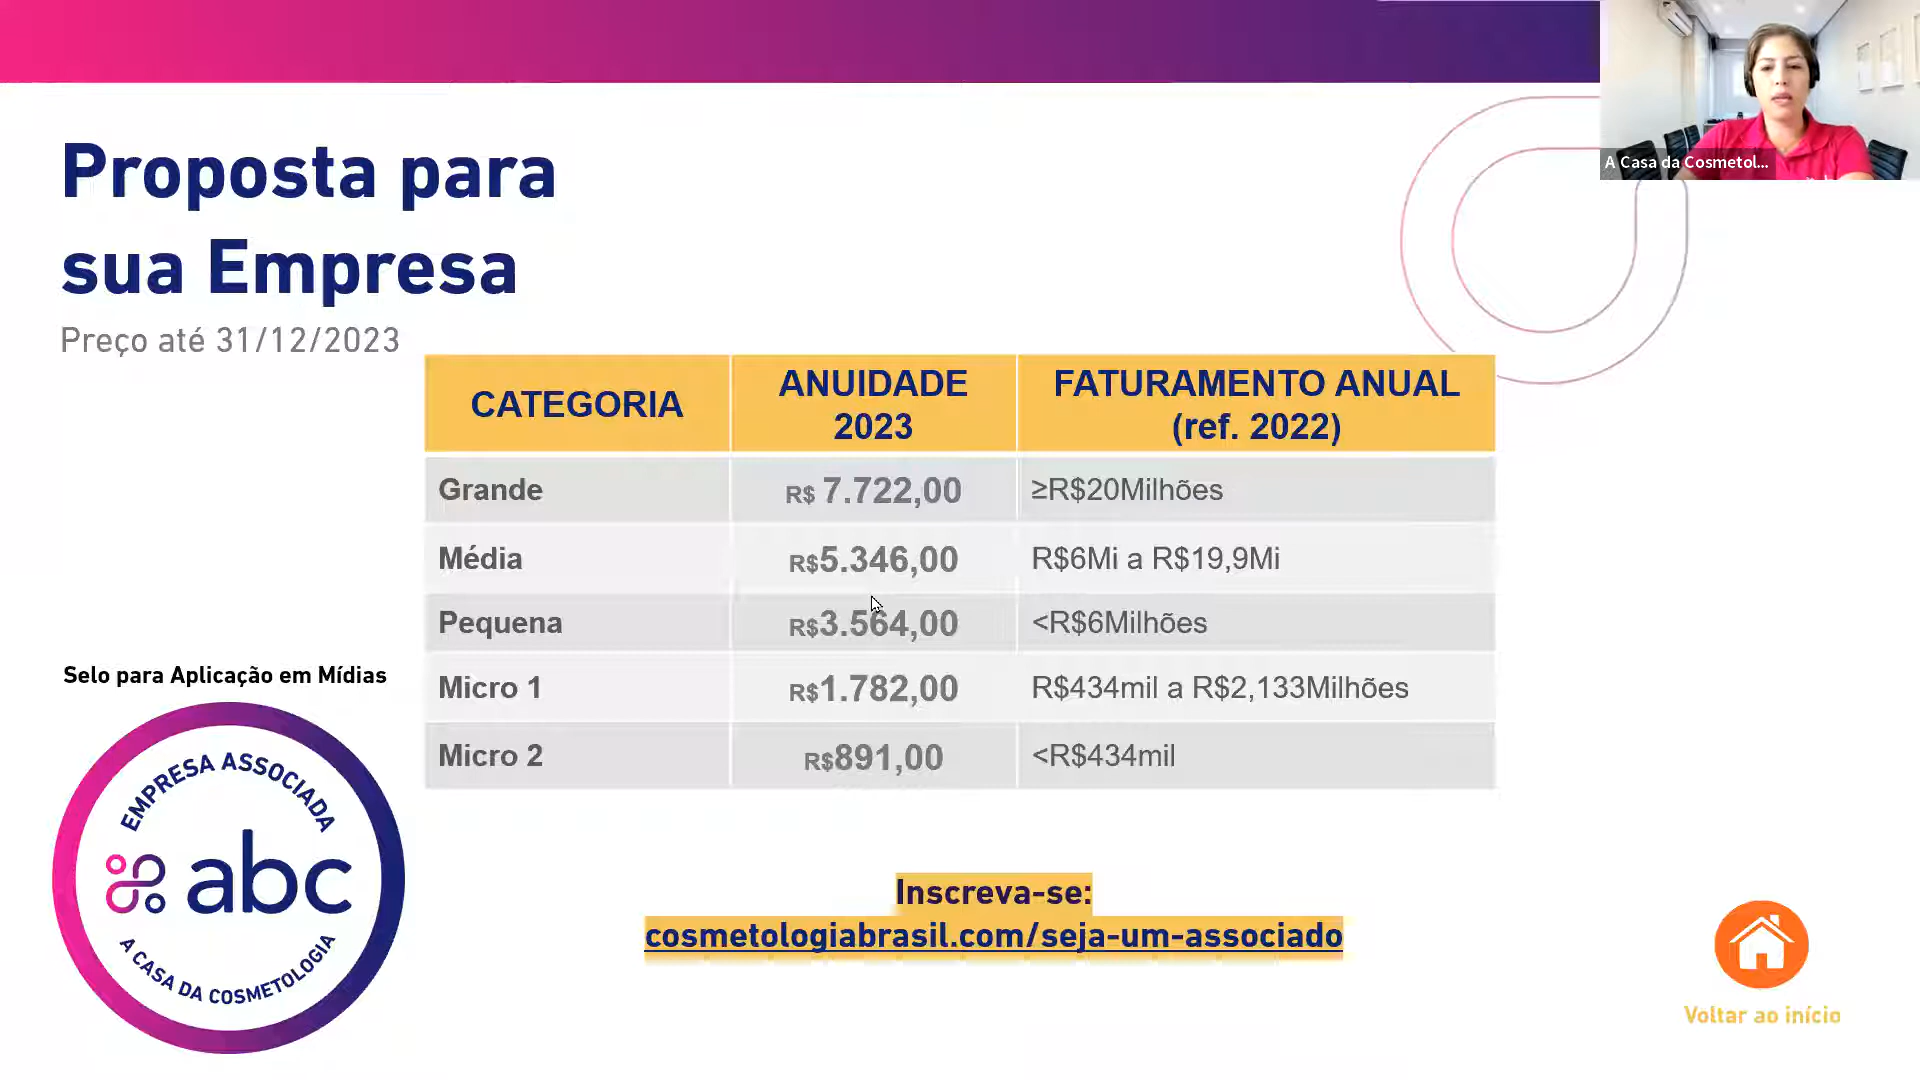 A Casa da Cosmetol...
Proposta para
sua Empresa
Preço até 31/12/2023
CATEGORIA
ANUIDADE
2023
FATURAMENTO ANUAL
(ref. 2022)
Grande
R$ 7.722,00
≥R$20Milhões
Média
R$5.346,00
R$6Mi a R$19,9Mi
Pequena
R$3.564,00
<R$6Milhões
Micro 1
R$1.782,00
R$434mil a R$2,133Milhões
Micro 2
R$891,00
<R$434mil
Selo para Aplicação em Mídias
EMPRESA ASSOCIADA
abc
A CASA DA COSMETOLOGIA
Inscreva-se:
cosmetologiabrasil.com/seja-um-associado
Voltar ao início